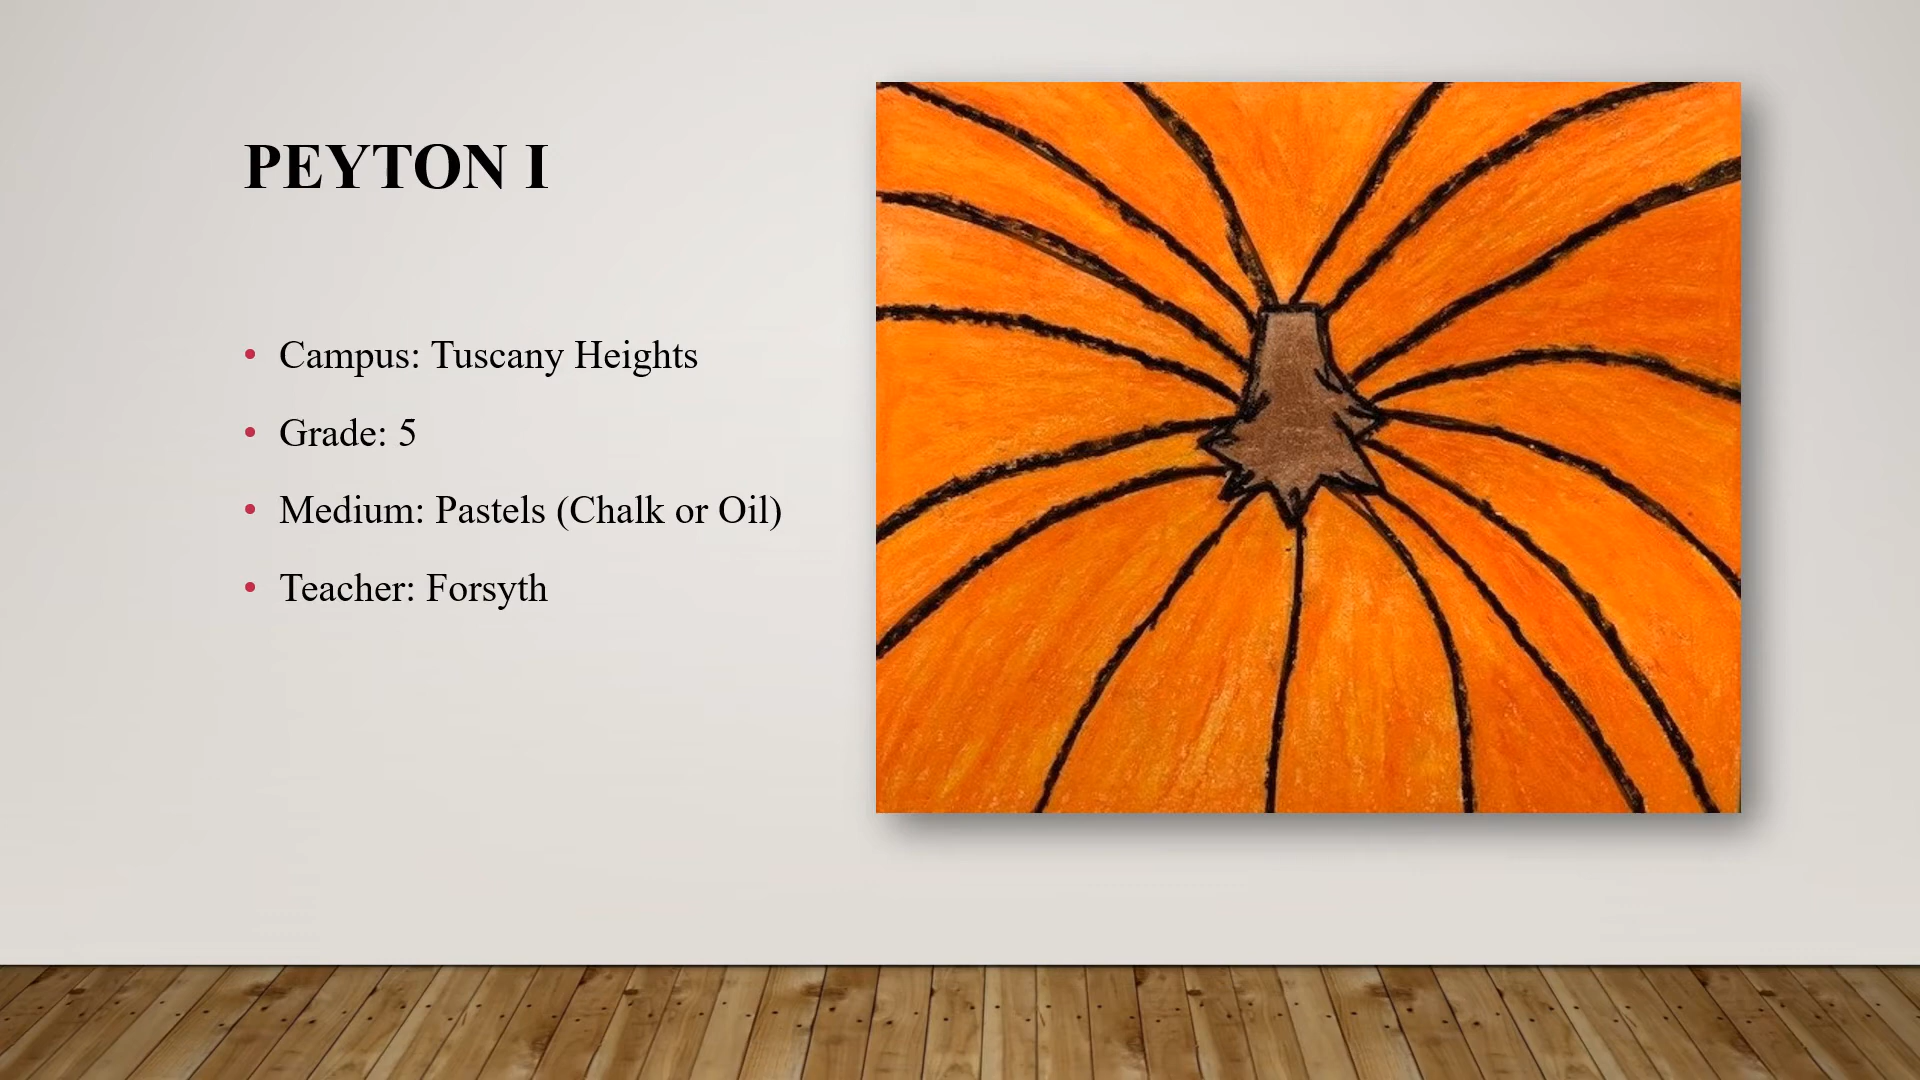 PEYTON I
• Campus: Tuscany Heights
• Grade: 5
• Medium: Pastels (Chalk or Oil)
• Teacher: Forsyth